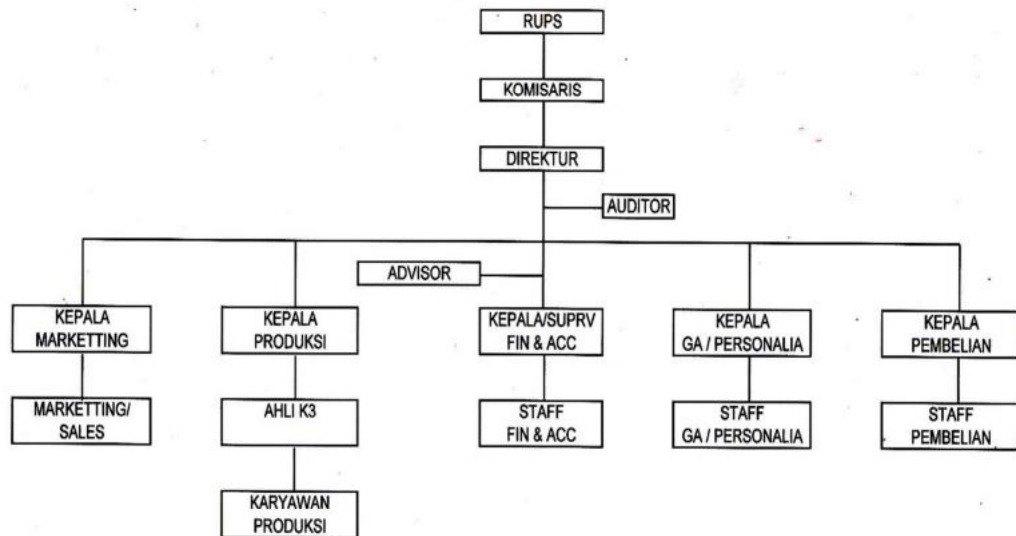 RUPS
KOMISARIS
DIREKTUR
AUDITOR
ADVISOR
KEPALA
MARKETTING
KEPALA
PRODUKSI
KEPALA/SUPRV
FIN & ACC
KEPALA
GA / PERSONALIA
KEPALA
PEMBELIAN
MARKETTING/
SALES
AHLI K3
STAFF
FIN & ACC
STAFF
GA / PERSONALIA
STAFF
PEMBELIAN
KARYAWAN
PRODUKSI